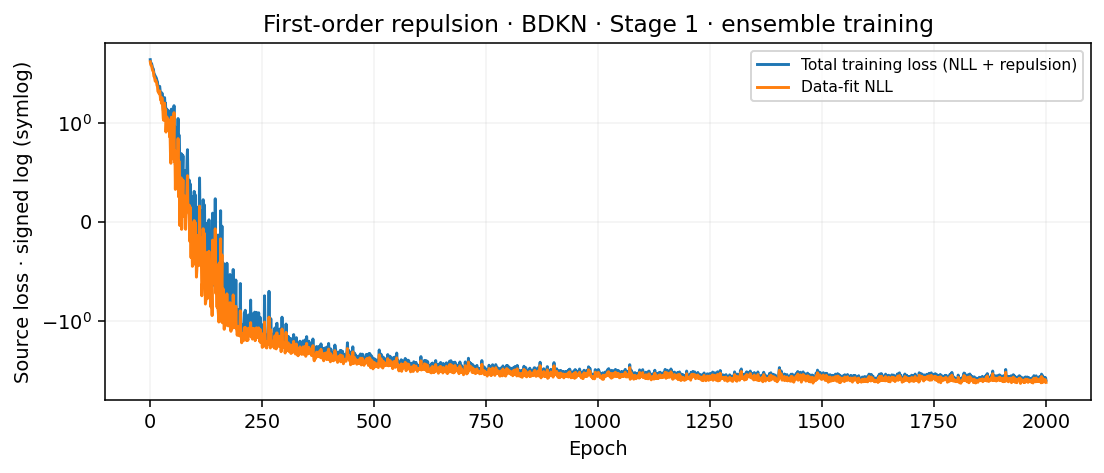 First-order repulsion · BDKN · Stage 1 · ensemble training
Total training loss (NLL + repulsion)
Data-fit NLL
Source loss · signed log (symlog)
10⁰
0
−10⁰
0 250 500 750 1000 1250 1500 1750 2000
Epoch